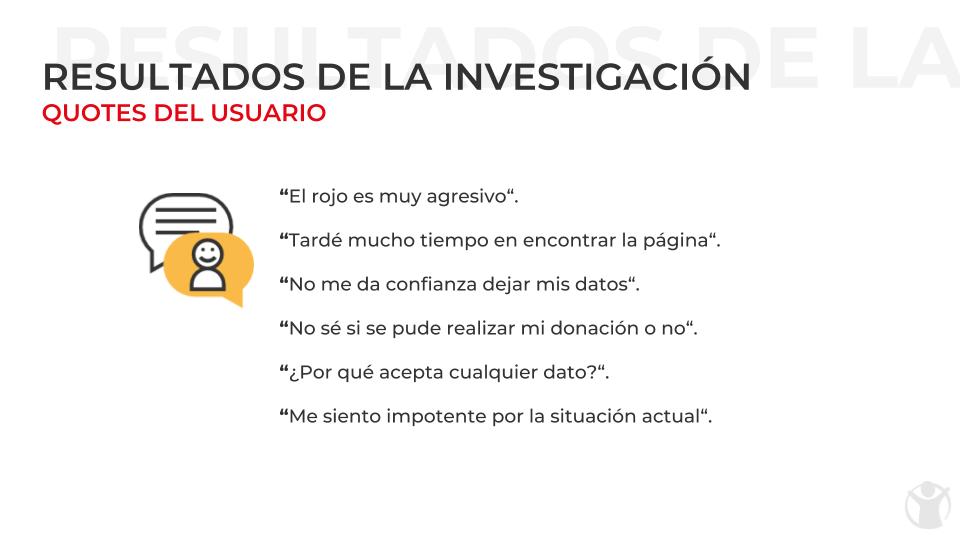 RESULTADOS DE LA
RESULTADOS DE LA INVESTIGACIÓN
QUOTES DEL USUARIO
“El rojo es muy agresivo“.
“Tardé mucho tiempo en encontrar la página“.
“No me da confianza dejar mis datos“.
“No sé si se pude realizar mi donación o no“.
“¿Por qué acepta cualquier dato?“.
“Me siento impotente por la situación actual“.